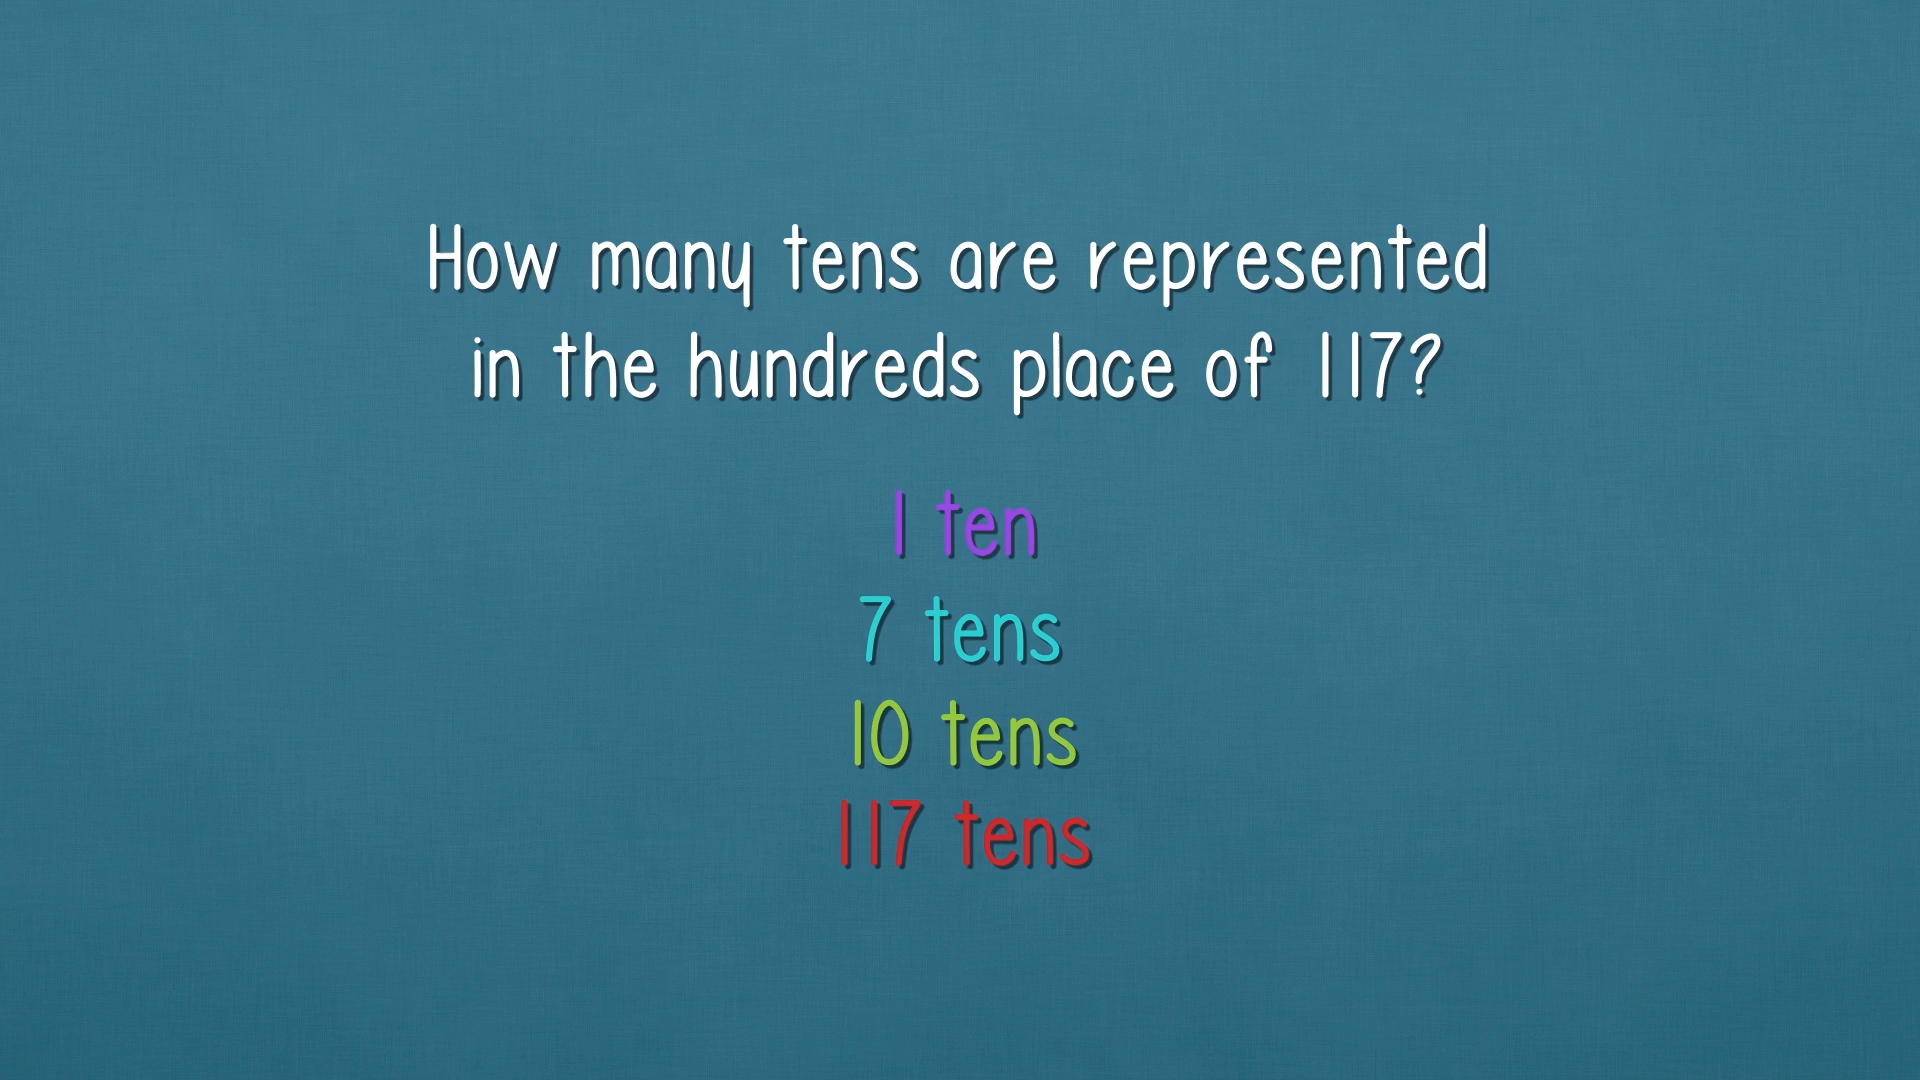 How many tens are represented
in the hundreds place of 117?
1 ten
7 tens
10 tens
117 tens